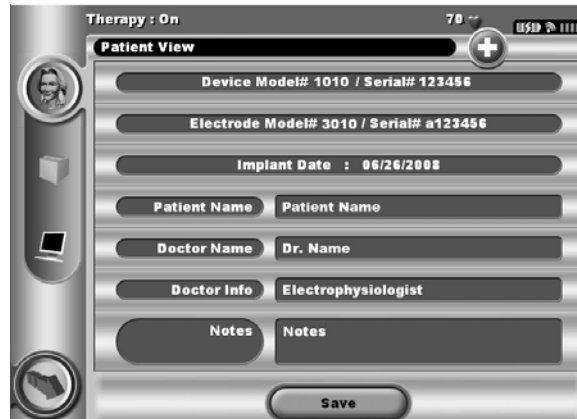 Therapy : On 70
Patient View
Device Model# 1010 / Serial# 123456
Electrode Model# 3010 / Serial# a123456
Implant Date : 06/26/2008
Patient Name Patient Name
Doctor Name Dr. Name
Doctor Info Electrophysiologist
Notes Notes
Save